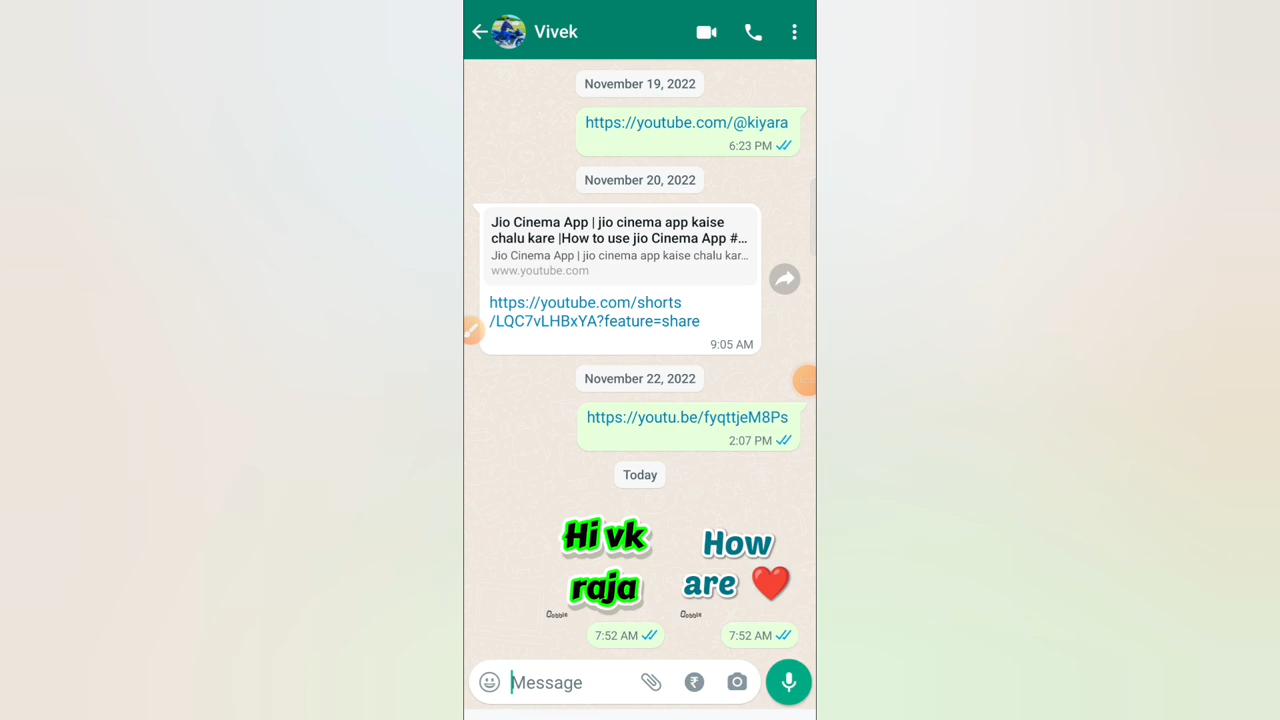 Vivek
November 19, 2022
https://youtube.com/@kiyara
6:23 PM
November 20, 2022
Jio Cinema App | jio cinema app kaise
chalu kare |How to use jio Cinema App #...
Jio Cinema App | jio cinema app kaise chalu kar...
www.youtube.com
https://youtube.com/shorts
/LQC7vLHBxYA?feature=share
9:05 AM
November 22, 2022
https://youtu.be/fyqttjeM8Ps
2:07 PM
Today
Hi vk
raja
How
are
7:52 AM
7:52 AM
Message